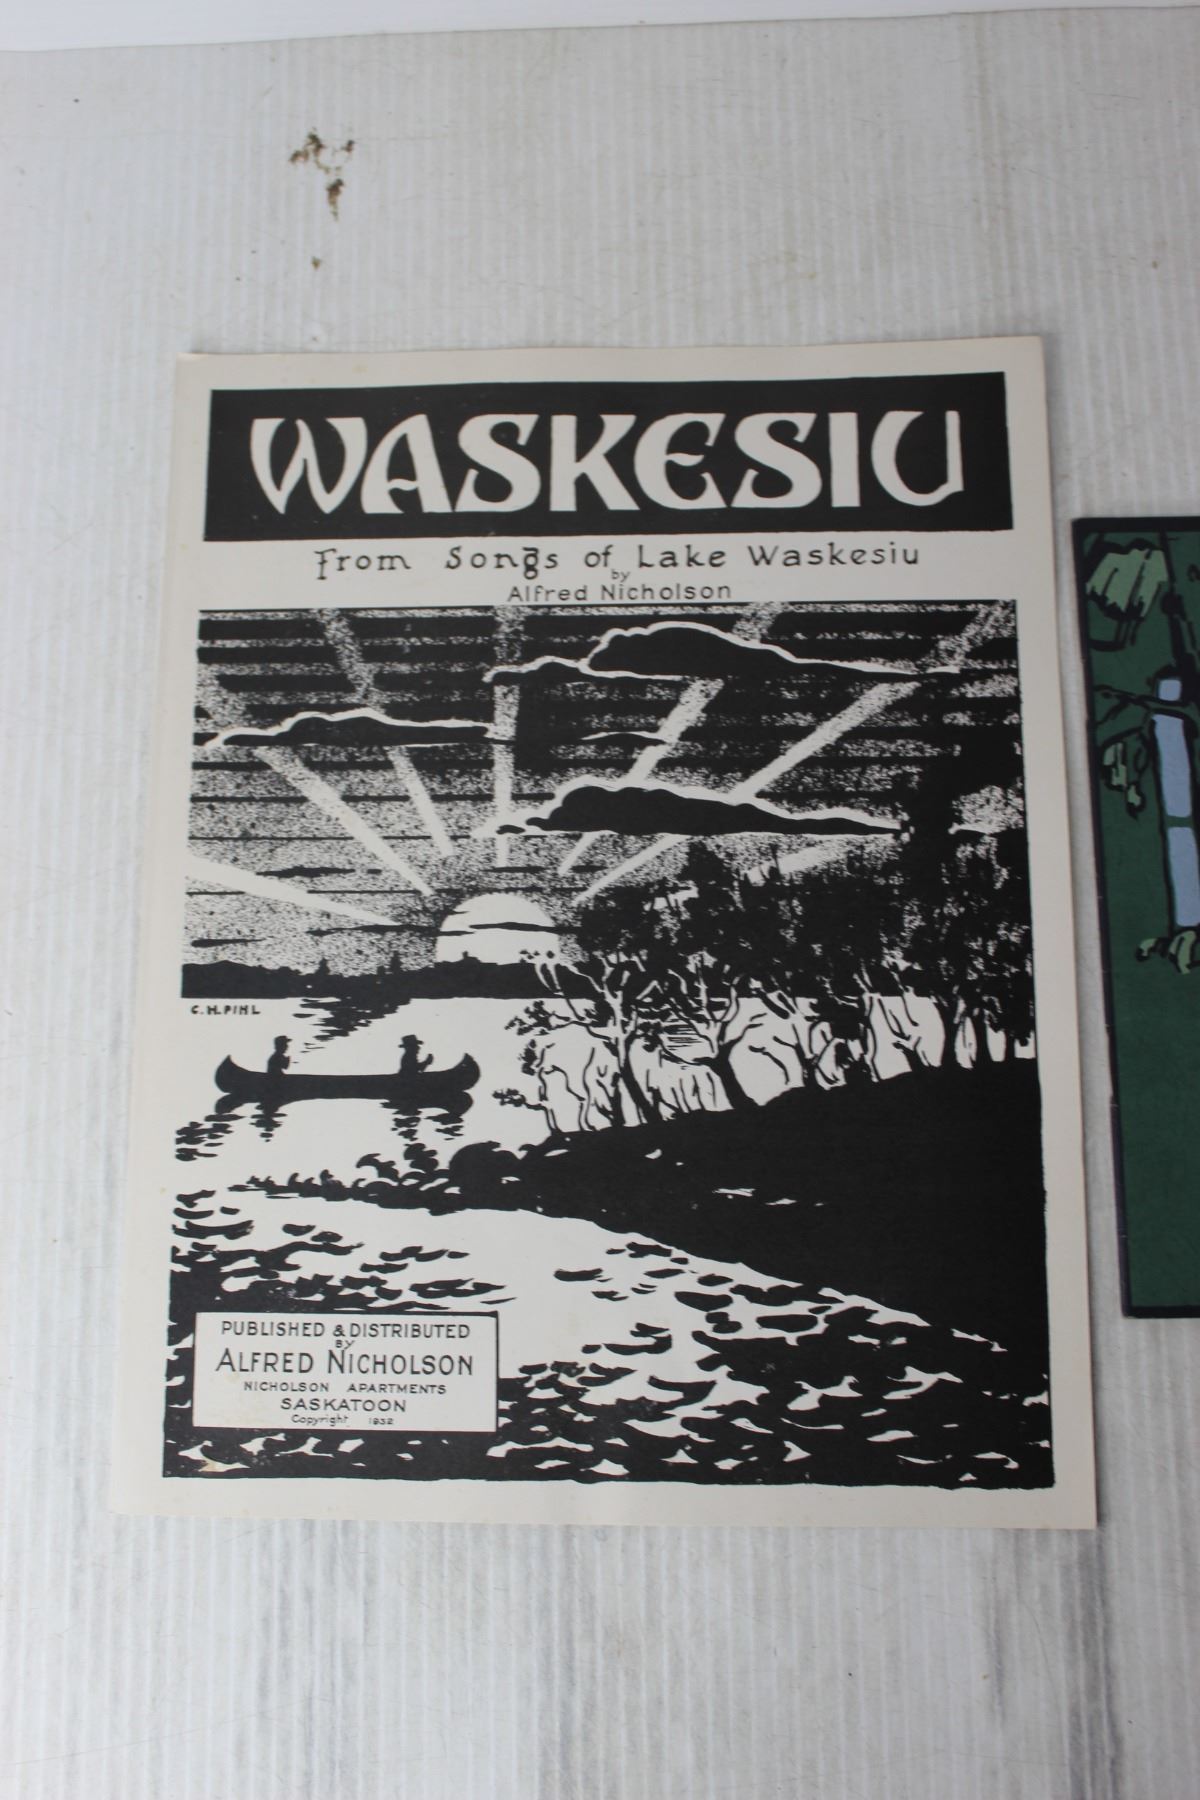 WASKESIU
From Songs of Lake Waskesiu
by
Alfred Nicholson
C.H.PIHL
PUBLISHED & DISTRIBUTED
BY
ALFRED NICHOLSON
NICHOLSON APARTMENTS
SASKATOON
Copyright 1932